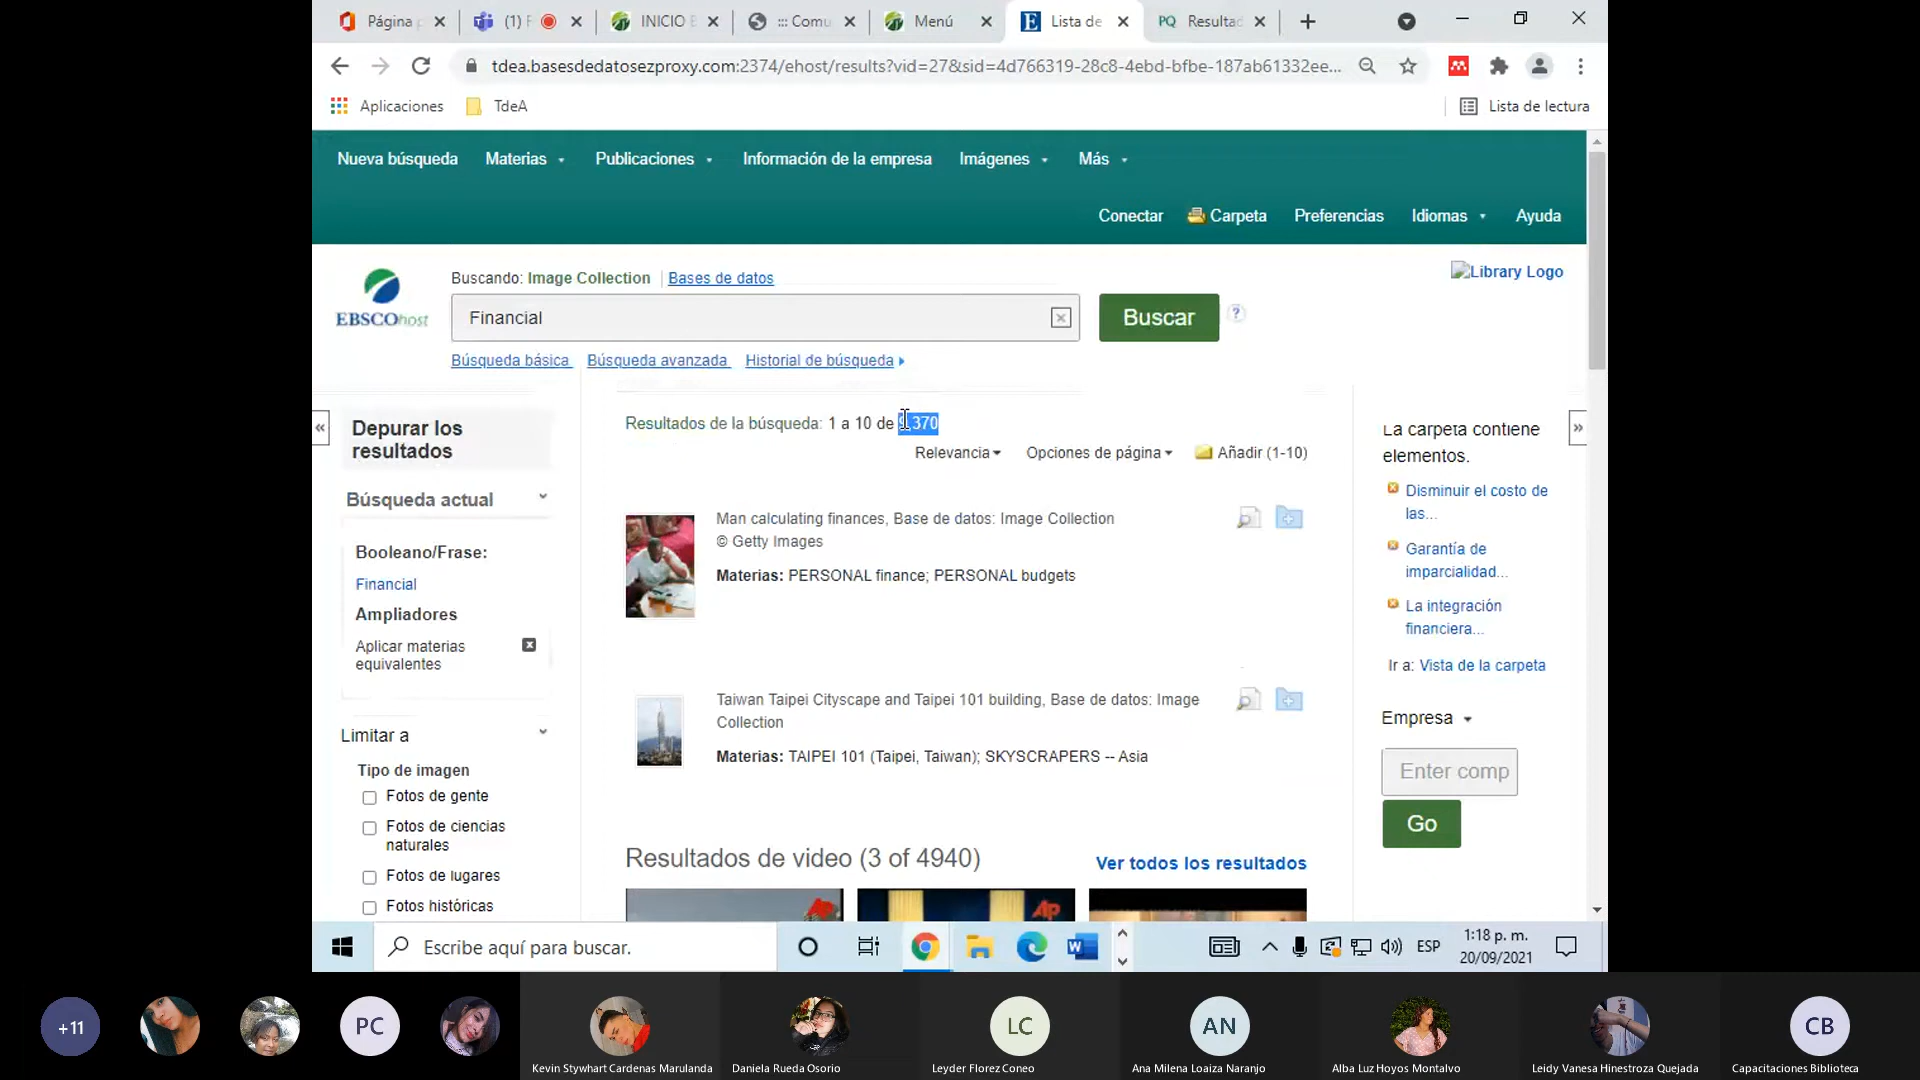 Página p
(1) F
INICIO B
::: Comu
Menú
Lista de
PQ Resultad
tdea.basesdedatosezproxy.com:2374/ehost/results?vid=27&sid=4d766319-28c8-4ebd-bfbe-187ab61332ee...
Aplicaciones
TdeA
Lista de lectura
Nueva búsqueda
Materias
Publicaciones
Información de la empresa
Imágenes
Más
Conectar
Carpeta
Preferencias
Idiomas
Ayuda
EBSCOhost
Buscando: Image Collection
Bases de datos
Library Logo
Financial
Buscar
?
Búsqueda básica
Búsqueda avanzada
Historial de búsqueda
«
Depurar los
resultados
Búsqueda actual
Booleano/Frase:
Financial
Ampliadores
Aplicar materias
equivalentes
Limitar a
Tipo de imagen
Fotos de gente
Fotos de ciencias
naturales
Fotos de lugares
Fotos históricas
Resultados de la búsqueda: 1 a 10 de
Relevancia
Opciones de página
Añadir (1-10)
Man calculating finances, Base de datos: Image Collection
© Getty Images
Materias: PERSONAL finance; PERSONAL budgets
Taiwan Taipei Cityscape and Taipei 101 building, Base de datos: Image
Collection
Materias: TAIPEI 101 (Taipei, Taiwan); SKYSCRAPERS -- Asia
Resultados de video (3 of 4940)
Ver todos los resultados
AP
»
La carpeta contiene
elementos.
Disminuir el costo de
las...
Garantía de
imparcialidad...
La integración
financiera...
Ir a: Vista de la carpeta
Empresa
Enter comp
Go
Escribe aquí para buscar.
ESP
1:18 p. m.
20/09/2021
+11
PC
LC
AN
CB
Kevin Stywhart Cardenas Marulanda
Daniela Rueda Osorio
Leyder Florez Coneo
Ana Milena Loaiza Naranjo
Alba Luz Hoyos Montalvo
Leidy Vanesa Hinestroza Quejada
Capacitaciones Biblioteca